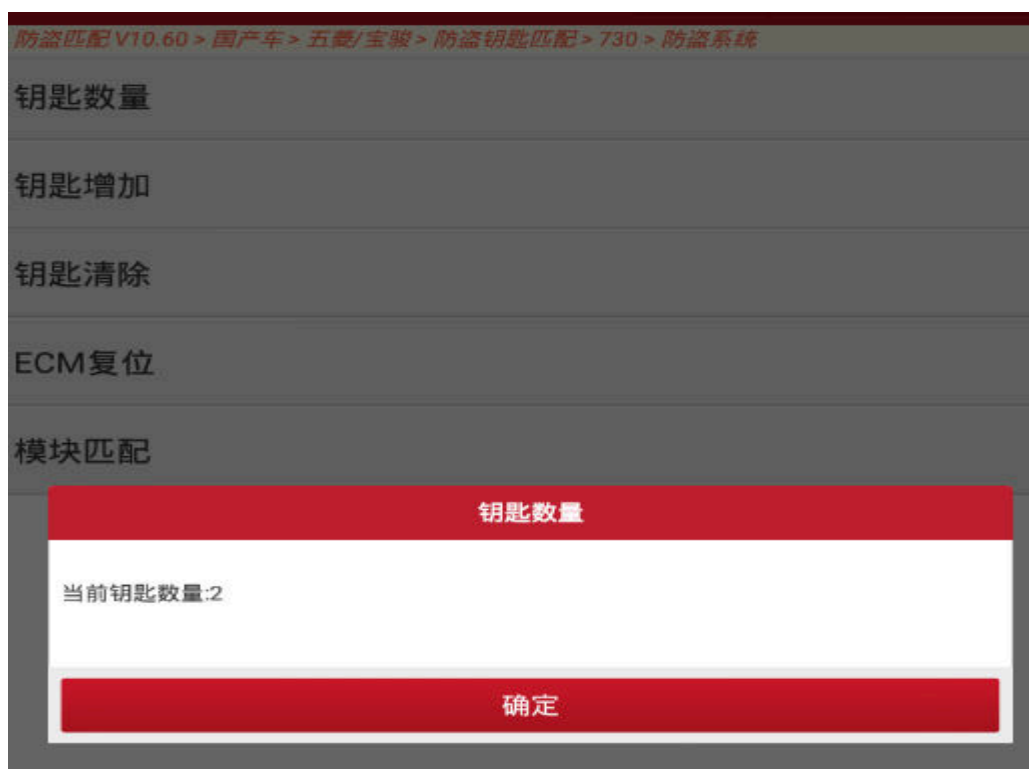 防盗匹配 V10.60 > 国产车 > 五菱/宝骏 > 防盗钥匙匹配 > 730 > 防盗系统
钥匙数量
钥匙增加
钥匙清除
ECM复位
模块匹配
钥匙数量
当前钥匙数量:2
确定